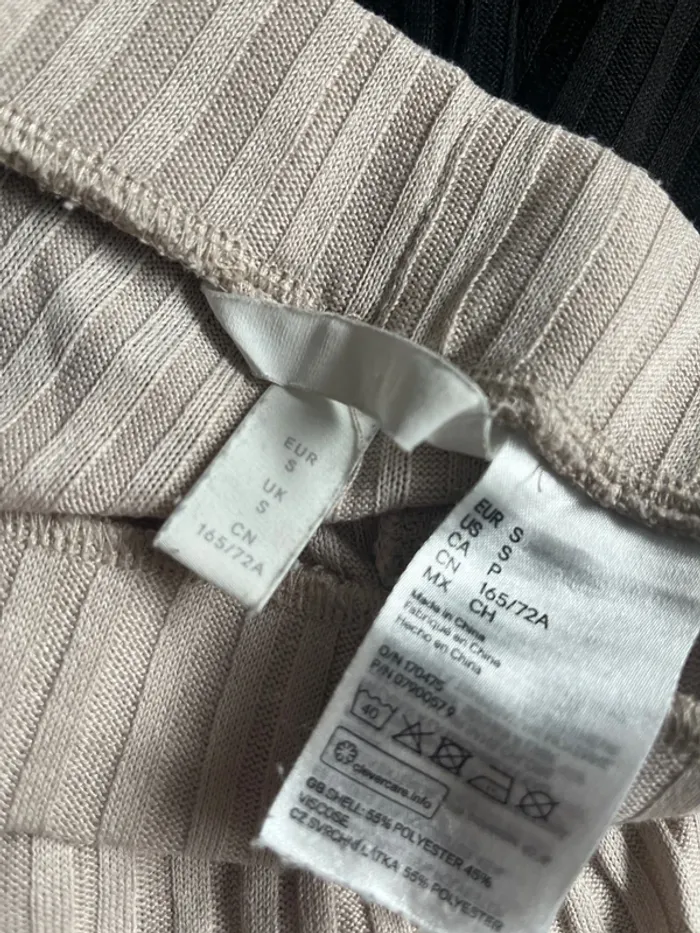 EUR
S
UK
S
CN
165/72A
EUR S
US S
CA P
CN 165/72A
MX CH
Made in China
Fabriqué en Chine
Hecho en China
O/N 170475
P/N 0790057 9
40
clevercare.info
GB SHELL: 55% POLYESTER 45%
VISCOSE
CZ SVRCHNÍ LÁTKA 55% POLYESTER